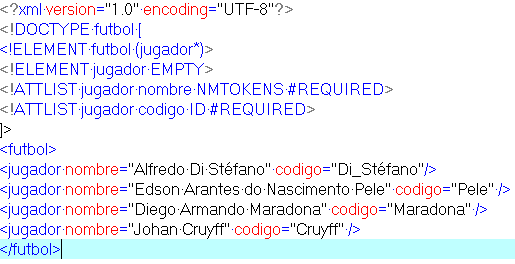 <?xml version="1.0" encoding="UTF-8"?>
<!DOCTYPE futbol [
<!ELEMENT futbol (jugador*)>
<!ELEMENT jugador EMPTY>
<!ATTLIST jugador nombre NMTOKENS #REQUIRED>
<!ATTLIST jugador codigo ID #REQUIRED>
]>
<futbol>
<jugador nombre="Alfredo Di Stéfano" codigo="Di_Stéfano"/>
<jugador nombre="Edson Arantes do Nascimento Pele" codigo="Pele" />
<jugador nombre="Diego Armando Maradona" codigo="Maradona" />
<jugador nombre="Johan Cruyff" codigo="Cruyff" />
</futbol>